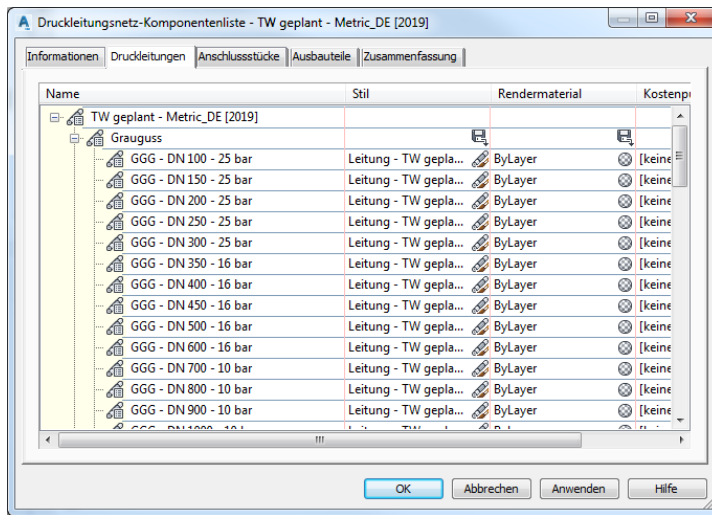 Druckleitungsnetz-Komponentenliste - TW geplant - Metric_DE [2019]
Informationen Druckleitungen Anschlussstücke Ausbauteile Zusammenfassung
Name Stil Rendermaterial Kostenpu
TW geplant - Metric_DE [2019]
Grauguss
GGG - DN 100 - 25 bar Leitung - TW gepla... ByLayer [keine
GGG - DN 150 - 25 bar Leitung - TW gepla... ByLayer [keine
GGG - DN 200 - 25 bar Leitung - TW gepla... ByLayer [keine
GGG - DN 250 - 25 bar Leitung - TW gepla... ByLayer [keine
GGG - DN 300 - 25 bar Leitung - TW gepla... ByLayer [keine
GGG - DN 350 - 16 bar Leitung - TW gepla... ByLayer [keine
GGG - DN 400 - 16 bar Leitung - TW gepla... ByLayer [keine
GGG - DN 450 - 16 bar Leitung - TW gepla... ByLayer [keine
GGG - DN 500 - 16 bar Leitung - TW gepla... ByLayer [keine
GGG - DN 600 - 16 bar Leitung - TW gepla... ByLayer [keine
GGG - DN 700 - 10 bar Leitung - TW gepla... ByLayer [keine
GGG - DN 800 - 10 bar Leitung - TW gepla... ByLayer [keine
GGG - DN 900 - 10 bar Leitung - TW gepla... ByLayer [keine
OK Abbrechen Anwenden Hilfe